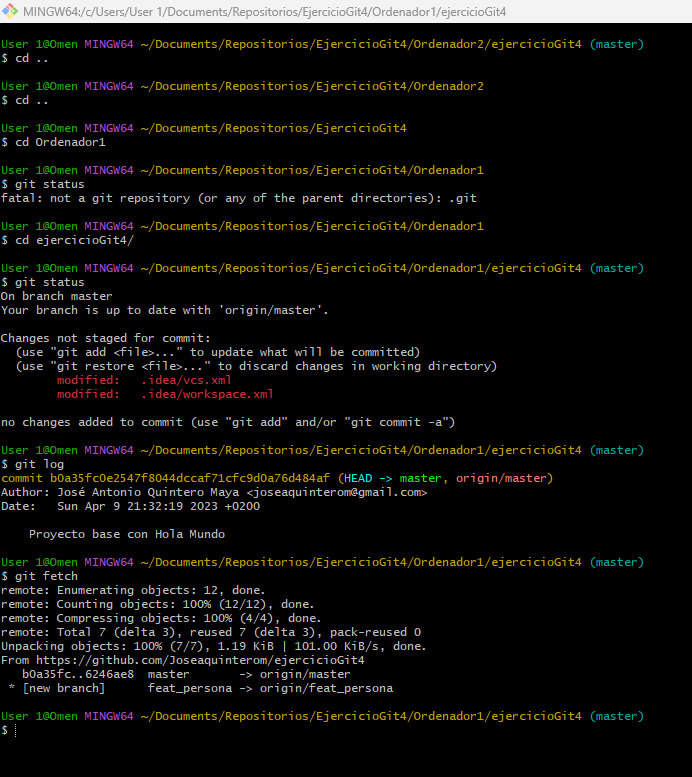 MINGW64:/c/Users/User 1/Documents/Repositorios/EjercicioGit4/Ordenador1/ejercicioGit4
User 1@Omen MINGW64 ~/Documents/Repositorios/EjercicioGit4/Ordenador2/ejercicioGit4 (master)
$ cd ..
User 1@Omen MINGW64 ~/Documents/Repositorios/EjercicioGit4/Ordenador2
$ cd ..
User 1@Omen MINGW64 ~/Documents/Repositorios/EjercicioGit4
$ cd Ordenador1
User 1@Omen MINGW64 ~/Documents/Repositorios/EjercicioGit4/Ordenador1
$ git status
fatal: not a git repository (or any of the parent directories): .git
User 1@Omen MINGW64 ~/Documents/Repositorios/EjercicioGit4/Ordenador1
$ cd ejercicioGit4/
User 1@Omen MINGW64 ~/Documents/Repositorios/EjercicioGit4/Ordenador1/ejercicioGit4 (master)
$ git status
On branch master
Your branch is up to date with 'origin/master'.
Changes not staged for commit:
  (use "git add <file>..." to update what will be committed)
  (use "git restore <file>..." to discard changes in working directory)
        modified:   .idea/vcs.xml
        modified:   .idea/workspace.xml
no changes added to commit (use "git add" and/or "git commit -a")
User 1@Omen MINGW64 ~/Documents/Repositorios/EjercicioGit4/Ordenador1/ejercicioGit4 (master)
$ git log
commit b0a35fc0e2547f8044dccaf71cfc9d0a76d484af (HEAD -> master, origin/master)
Author: José Antonio Quintero Maya <joseaquinterom@gmail.com>
Date:   Sun Apr 9 21:32:19 2023 +0200
    Proyecto base con Hola Mundo
User 1@Omen MINGW64 ~/Documents/Repositorios/EjercicioGit4/Ordenador1/ejercicioGit4 (master)
$ git fetch
remote: Enumerating objects: 12, done.
remote: Counting objects: 100% (12/12), done.
remote: Compressing objects: 100% (4/4), done.
remote: Total 7 (delta 3), reused 7 (delta 3), pack-reused 0
Unpacking objects: 100% (7/7), 1.19 KiB | 101.00 KiB/s, done.
From https://github.com/Joseaquinterom/ejercicioGit4
   b0a35fc..6246ae8  master       -> origin/master
 * [new branch]      feat_persona -> origin/feat_persona
User 1@Omen MINGW64 ~/Documents/Repositorios/EjercicioGit4/Ordenador1/ejercicioGit4 (master)
$